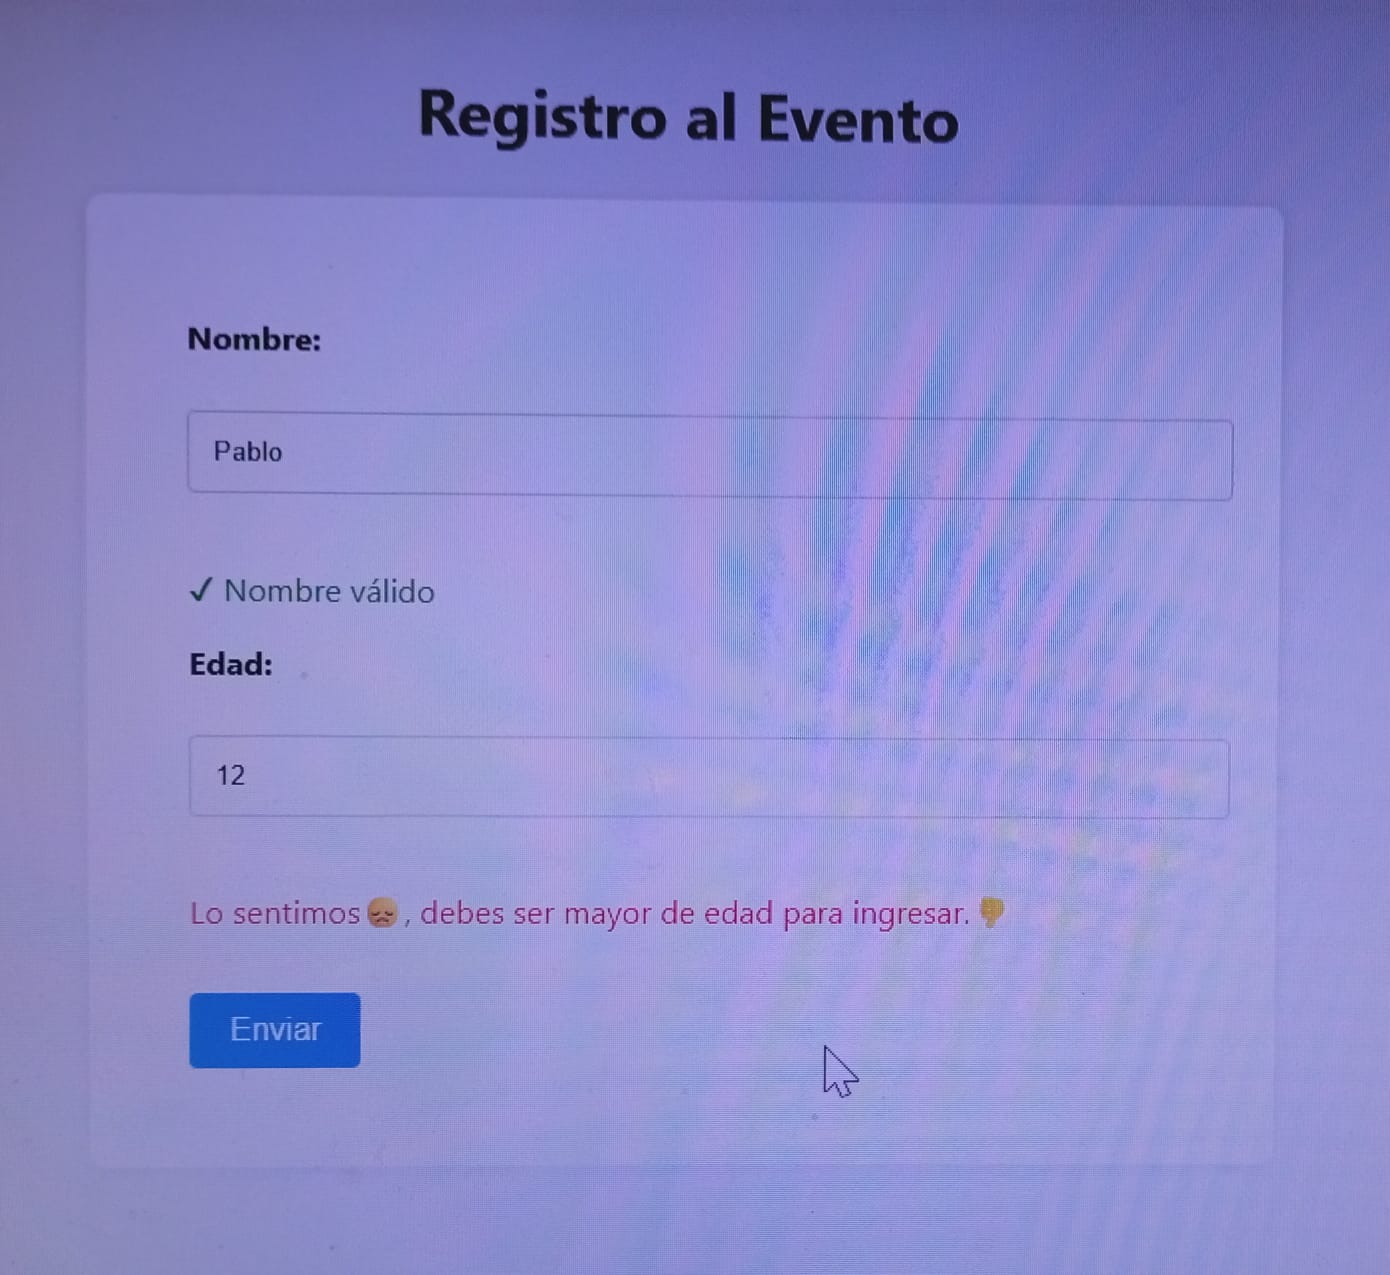 Registro al Evento
Nombre:
Pablo
✓ Nombre válido
Edad:
12
Lo sentimos😞, debes ser mayor de edad para ingresar.👎
Enviar